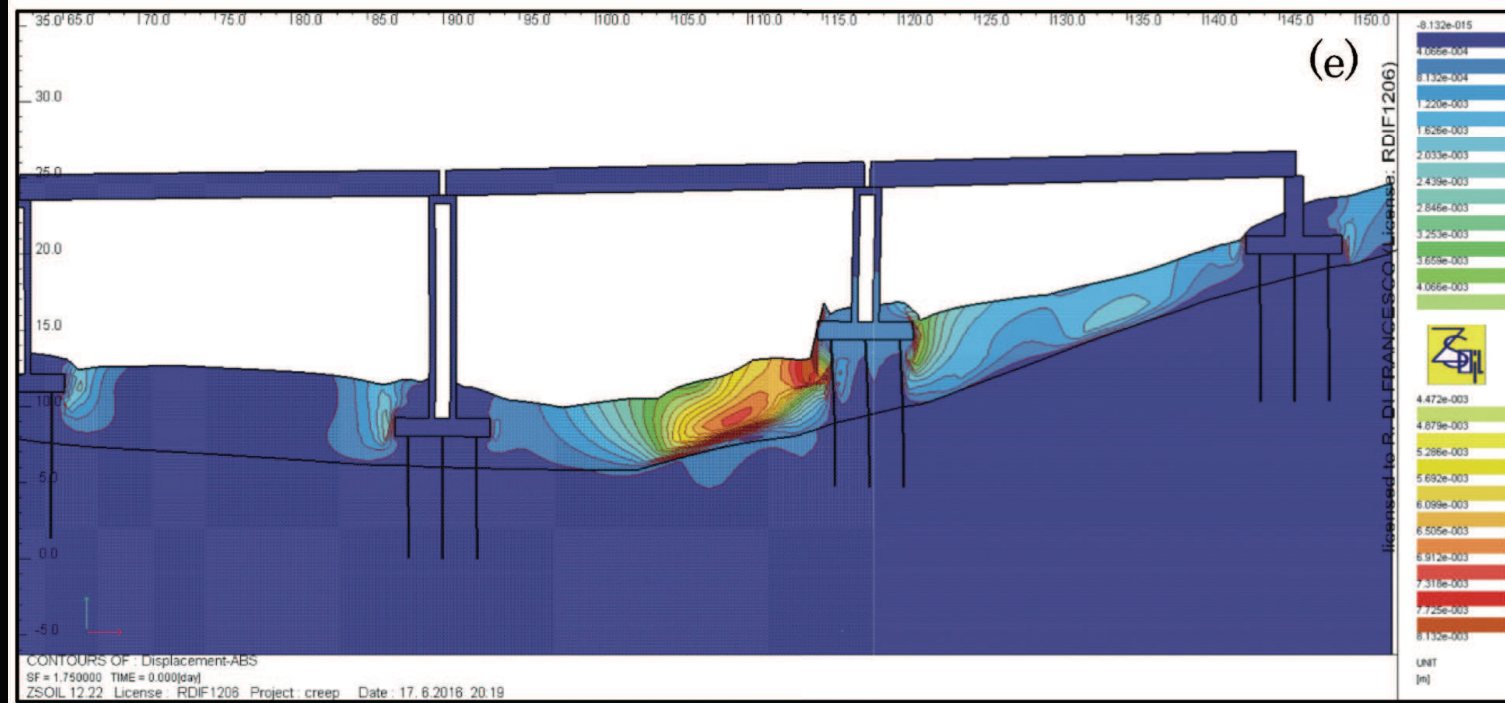 35.0 65.0 70.0 75.0 80.0 85.0 90.0 95.0 100.0 105.0 110.0 115.0 120.0 125.0 130.0 135.0 140.0 145.0 150.0
(e)
30.0
25.0
20.0
15.0
10.0
5.0
0.0
-5.0
licensed to R. DI FRANCESCO (License: RDIF1206)
-8.132e-015
4.066e-004
8.132e-004
1.220e-003
1.626e-003
2.033e-003
2.439e-003
2.846e-003
3.253e-003
3.659e-003
4.066e-003
ZSOIL
4.472e-003
4.879e-003
5.286e-003
5.692e-003
6.099e-003
6.505e-003
6.912e-003
7.318e-003
7.725e-003
8.132e-003
UNIT
[m]
CONTOURS OF : Displacement-ABS
SF = 1.750000 TIME = 0.000[day]
ZSOIL 12.22 License : RDIF1206 Project : creep Date : 17. 6.2016 20:19